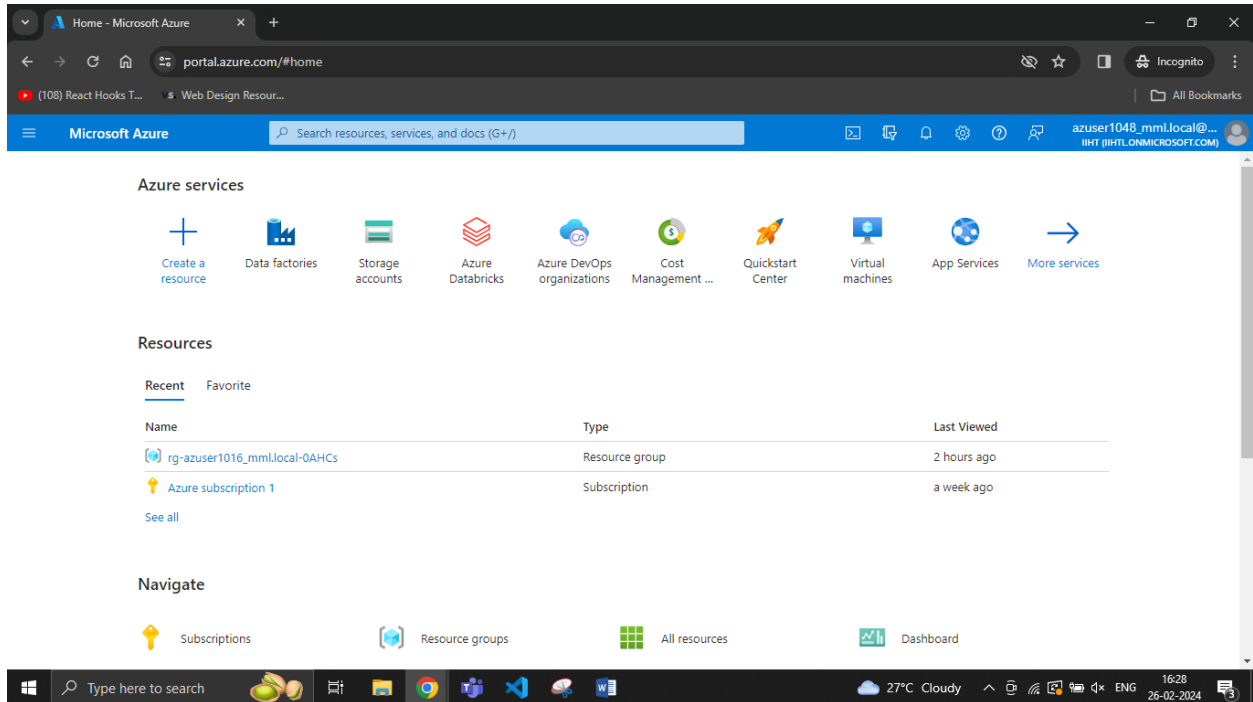 Home - Microsoft Azure
portal.azure.com/#home
Incognito
(108) React Hooks T...
Web Design Resour...
All Bookmarks
Microsoft Azure
Search resources, services, and docs (G+/)
azuser1048_mml.local@...
IIHT (IIHTL.ONMICROSOFT.COM)
Azure services
Create a resource
Data factories
Storage accounts
Azure Databricks
Azure DevOps organizations
Cost Management ...
Quickstart Center
Virtual machines
App Services
More services
Resources
Recent
Favorite
Name Type Last Viewed
rg-azuser1016_mml.local-0AHCs Resource group 2 hours ago
Azure subscription 1 Subscription a week ago
See all
Navigate
Subscriptions
Resource groups
All resources
Dashboard
Type here to search
27°C Cloudy
ENG
16:28
26-02-2024
3